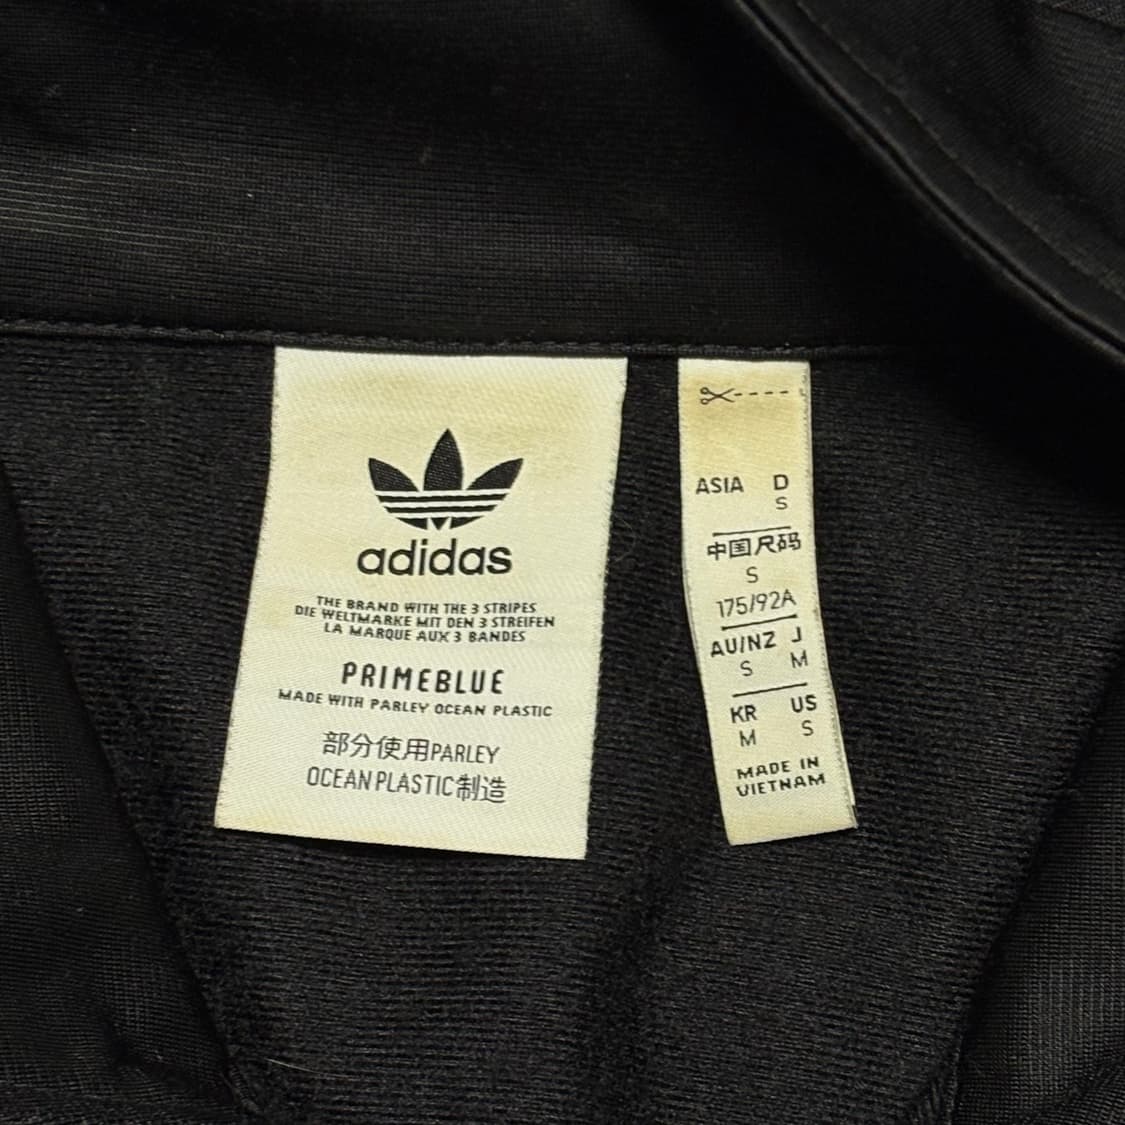 adidas
THE BRAND WITH THE 3 STRIPES
DIE WELTMARKE MIT DEN 3 STREIFEN
LA MARQUE AUX 3 BANDES
PRIMEBLUE
MADE WITH PARLEY OCEAN PLASTIC
部分使用PARLEY
OCEAN PLASTIC制造
ASIA D
S
中国尺码
S
175/92A
AU/NZ J
S M
KR US
M S
MADE IN
VIETNAM